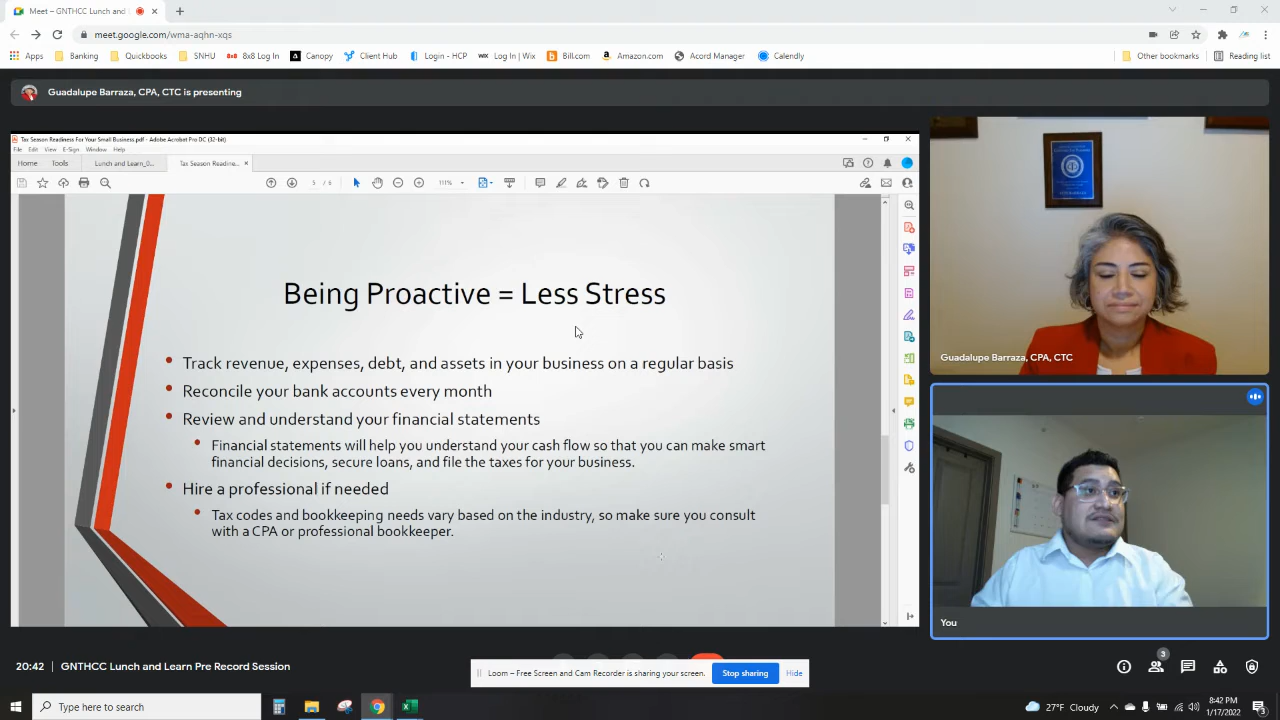 Meet – GNTHCC Lunch and
meet.google.com/wma-aqhn-xqs
Apps
Banking
Quickbooks
SNHU
8x8 Log In
Canopy
Client Hub
Login - HCP
WIX
Log In | Wix
Bill.com
Amazon.com
Acord Mortgage
Calendly
Other bookmarks
Reading list
Guadalupe Barraza, CPA, CTC is presenting
Tax Season Readiness For Your Small Business.pdf - Adobe Acrobat Pro DC (32-bit)
File Edit View E-Sign Window Help
Home
Tools
Lunch and Learn_0...
Tax Season Readine...
5 / 6
111%
Being Proactive = Less Stress
Track revenue, expenses, debt, and assets in your business on a regular basis
Reconcile your bank accounts every month
Review and understand your financial statements
Financial statements will help you understand your cash flow so that you can make smart
financial decisions, secure loans, and file the taxes for your business.
Hire a professional if needed
Tax codes and bookkeeping needs vary based on the industry, so make sure you consult
with a CPA or professional bookkeeper.
Guadalupe Barraza, CPA, CTC
You
20:42
GNTHCC Lunch and Learn Pre Record Session
Loom – Free Screen and Cam Recorder is sharing your screen.
Stop sharing
Hide
3
Type here to search
27°F Cloudy
8:42 PM
1/17/2022
3